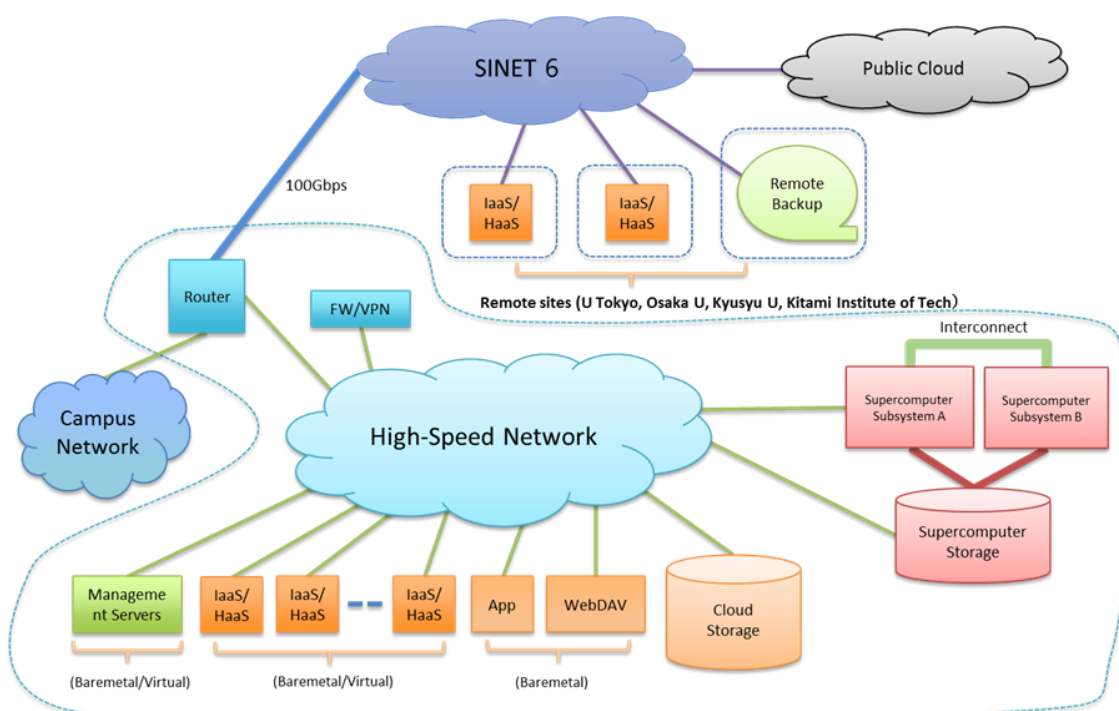 SINET 6
Public Cloud
100Gbps
IaaS/
HaaS
IaaS/
HaaS
Remote
Backup
Router
FW/VPN
Remote sites (U Tokyo, Osaka U, Kyusyu U, Kitami Institute of Tech）
Interconnect
Campus
Network
High-Speed Network
Supercomputer
Subsystem A
Supercomputer
Subsystem B
Supercomputer
Storage
Manageme
nt Servers
IaaS/
HaaS
IaaS/
HaaS
IaaS/
HaaS
App
WebDAV
Cloud
Storage
(Baremetal/Virtual)
(Baremetal/Virtual)
(Baremetal)